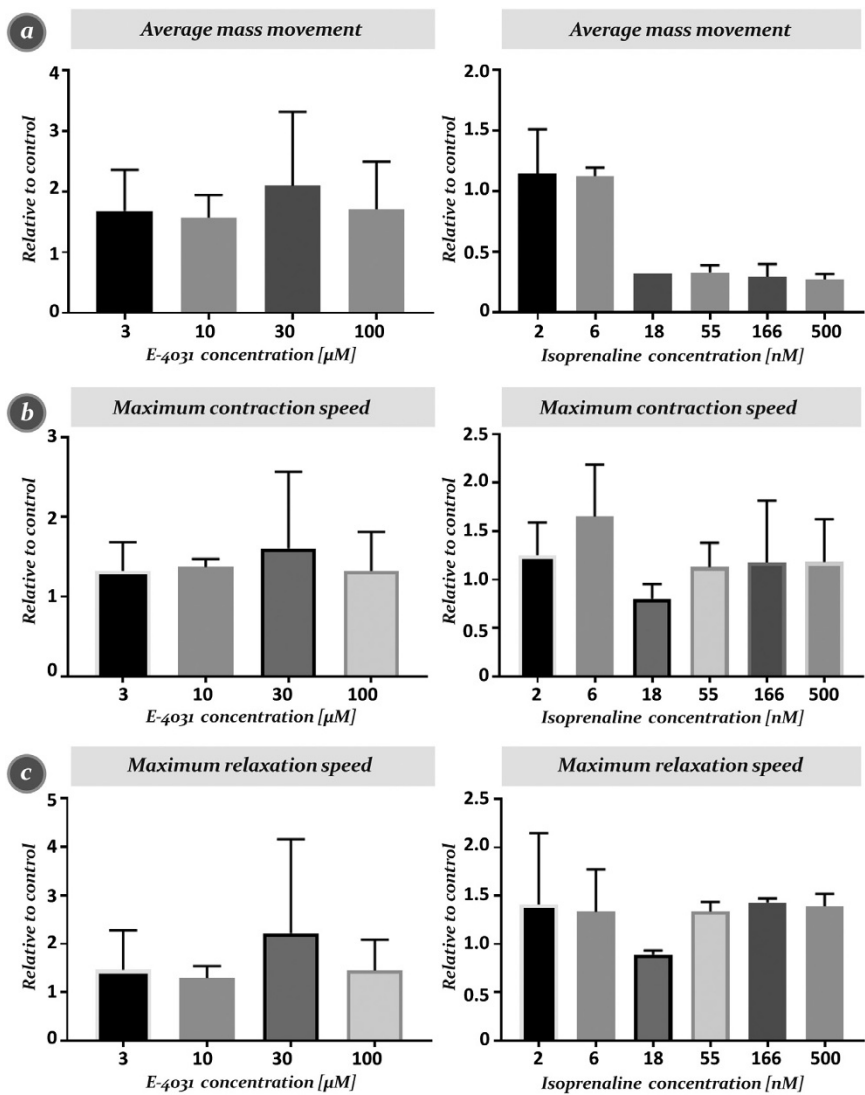 a
Average mass movement
Relative to control
4
3
2
1
0
3 10 30 100
E-4031 concentration [µM]
Average mass movement
Relative to control
2.0
1.5
1.0
0.5
0
2 6 18 55 166 500
Isoprenaline concentration [nM]
b
Maximum contraction speed
Relative to control
3
2
1
0
3 10 30 100
E-4031 concentration [µM]
Maximum contraction speed
Relative to control
2.5
2.0
1.5
1.0
0.5
0
2 6 18 55 166 500
Isoprenaline concentration [nM]
c
Maximum relaxation speed
Relative to control
5
4
3
2
1
0
3 10 30 100
E-4031 concentration [µM]
Maximum relaxation speed
Relative to control
2.5
2.0
1.5
1.0
0.5
0
2 6 18 55 166 500
Isoprenaline concentration [nM]